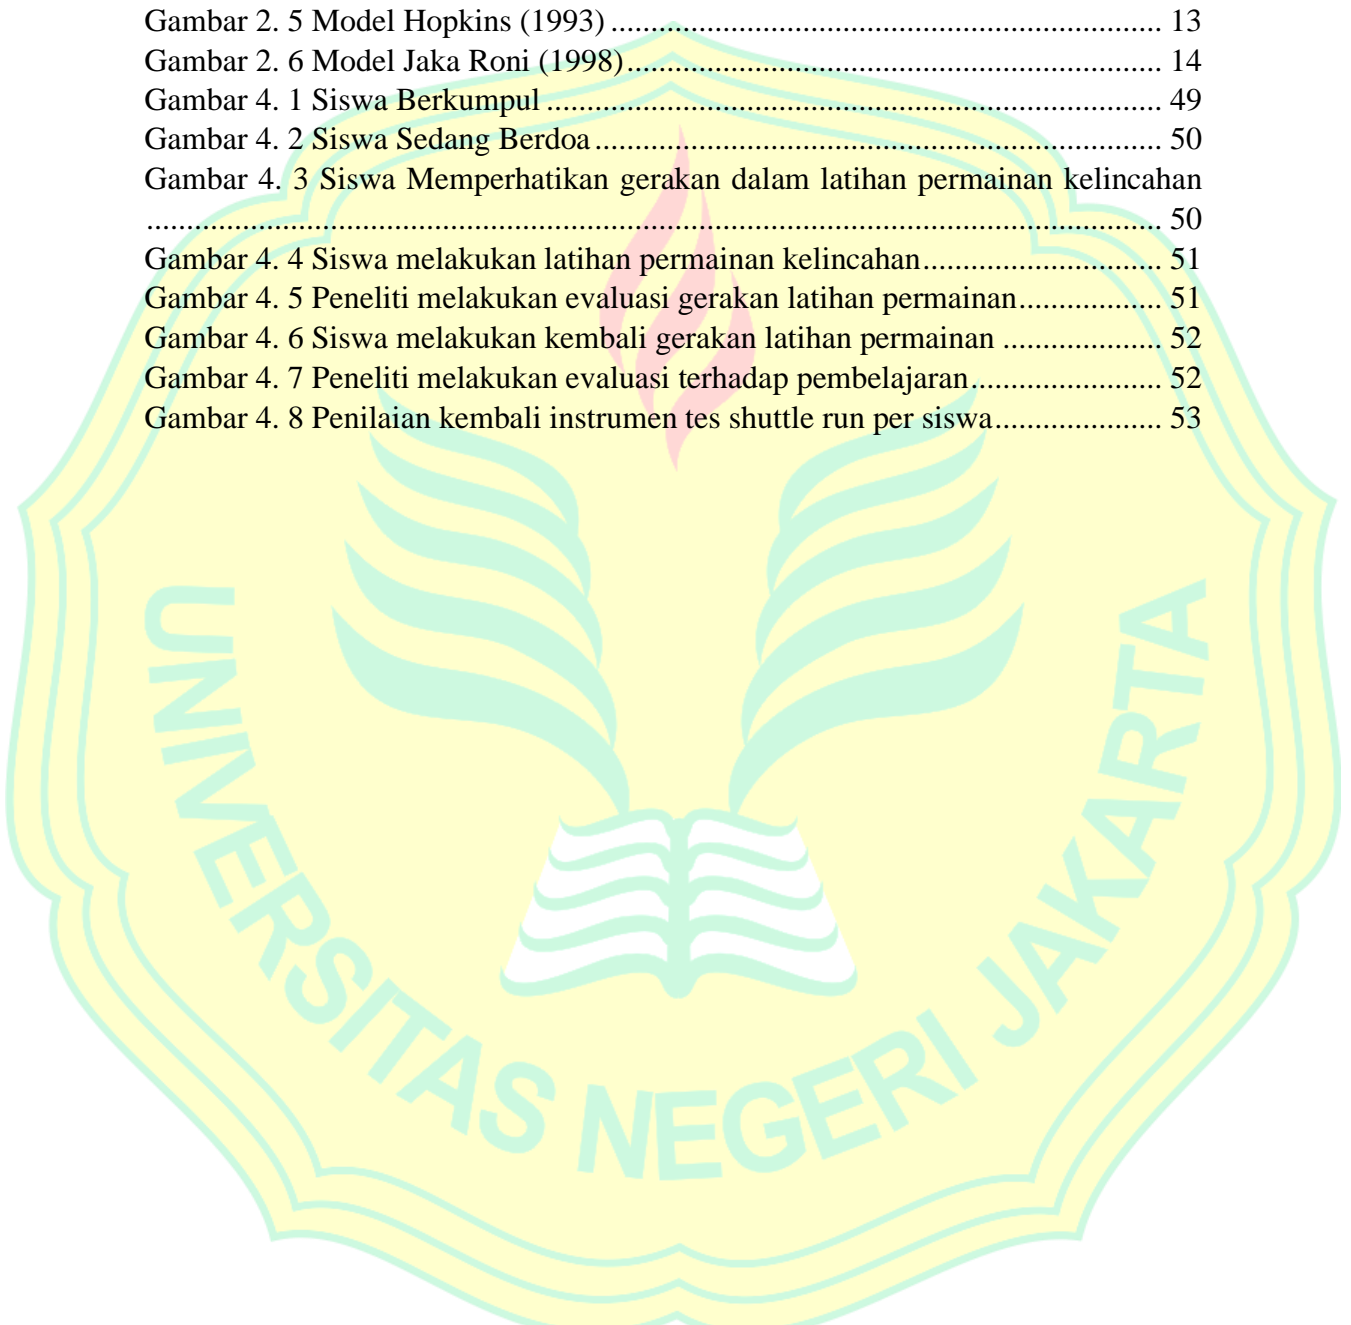 Gambar 2. 5 Model Hopkins (1993) ..................................................................... 13
Gambar 2. 6 Model Jaka Roni (1998)................................................................... 14
Gambar 4. 1 Siswa Berkumpul ............................................................................. 49
Gambar 4. 2 Siswa Sedang Berdoa ....................................................................... 50
Gambar 4. 3 Siswa Memperhatikan gerakan dalam latihan permainan kelincahan
............................................................................................................................... 50
Gambar 4. 4 Siswa melakukan latihan permainan kelincahan.............................. 51
Gambar 4. 5 Peneliti melakukan evaluasi gerakan latihan permainan.................. 51
Gambar 4. 6 Siswa melakukan kembali gerakan latihan permainan .................... 52
Gambar 4. 7 Peneliti melakukan evaluasi terhadap pembelajaran........................ 52
Gambar 4. 8 Penilaian kembali instrumen tes shuttle run per siswa..................... 53
UNIVERSITAS NEGERI JAKARTA